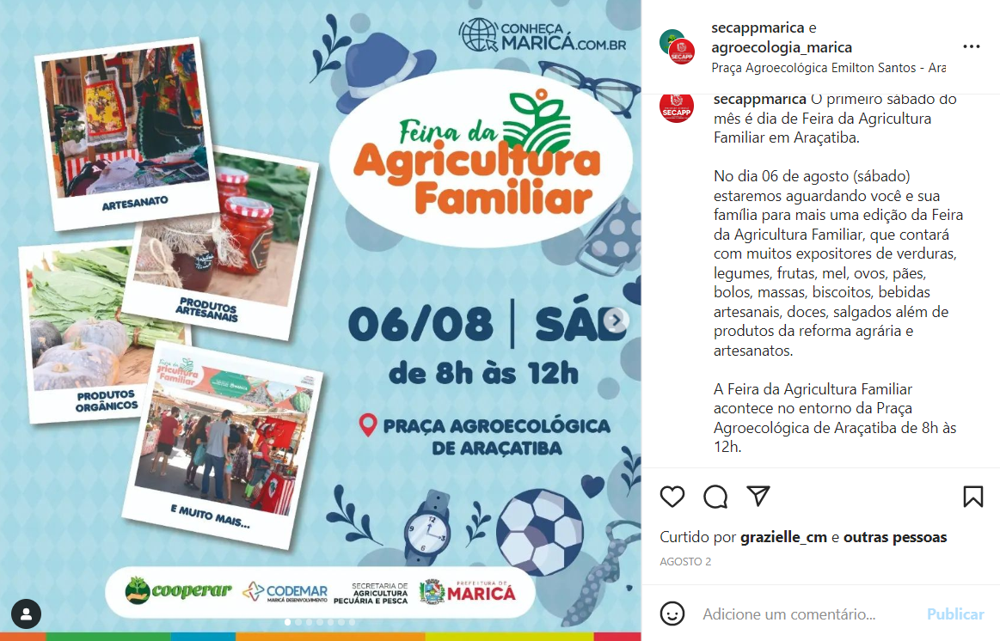 CONHEÇA
MARICÁ.COM.BR
Feira da
Agricultura
Familiar
ARTESANATO
PRODUTOS
ARTESANAIS
PRODUTOS
ORGÂNICOS
Feira da
Agricultura
Familiar
E MUITO MAIS...
06/08 | SÁB
de 8h às 12h
PRAÇA AGROECOLÓGICA
DE ARAÇATIBA
cooperar
CODEMAR
MARICÁ DESENVOLVIMENTO
SECRETARIA DE
AGRICULTURA
PECUÁRIA E PESCA
PREFEITURA DE
MARICÁ
SECAPP
secappmarica e
agroecologia_marica
Praça Agroecológica Emilton Santos - Ara
SECAPP
secappmarica O primeiro sábado do
mês é dia de Feira da Agricultura
Familiar em Araçatiba.
No dia 06 de agosto (sábado)
estaremos aguardando você e sua
família para mais uma edição da Feira
da Agricultura Familiar, que contará
com muitos expositores de verduras,
legumes, frutas, mel, ovos, pães,
bolos, massas, biscoitos, bebidas
artesanais, doces, salgados além de
produtos da reforma agrária e
artesanatos.
A Feira da Agricultura Familiar
acontece no entorno da Praça
Agroecológica de Araçatiba de 8h às
12h.
Curtido por grazielle_cm e outras pessoas
AGOSTO 2
Adicione um comentário...
Publicar